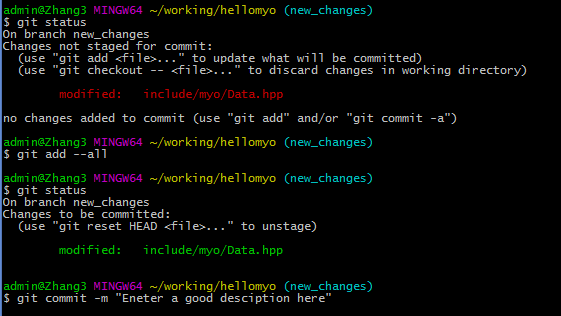 admin@Zhang3 MINGW64 ~/working/hellomyo (new_changes)
$ git status
On branch new_changes
Changes not staged for commit:
  (use "git add <file>..." to update what will be committed)
  (use "git checkout -- <file>..." to discard changes in working directory)
        modified:   include/myo/Data.hpp
no changes added to commit (use "git add" and/or "git commit -a")
admin@Zhang3 MINGW64 ~/working/hellomyo (new_changes)
$ git add --all
admin@Zhang3 MINGW64 ~/working/hellomyo (new_changes)
$ git status
On branch new_changes
Changes to be committed:
  (use "git reset HEAD <file>..." to unstage)
        modified:   include/myo/Data.hpp
admin@Zhang3 MINGW64 ~/working/hellomyo (new_changes)
$ git commit -m "Eneter a good desciption here"